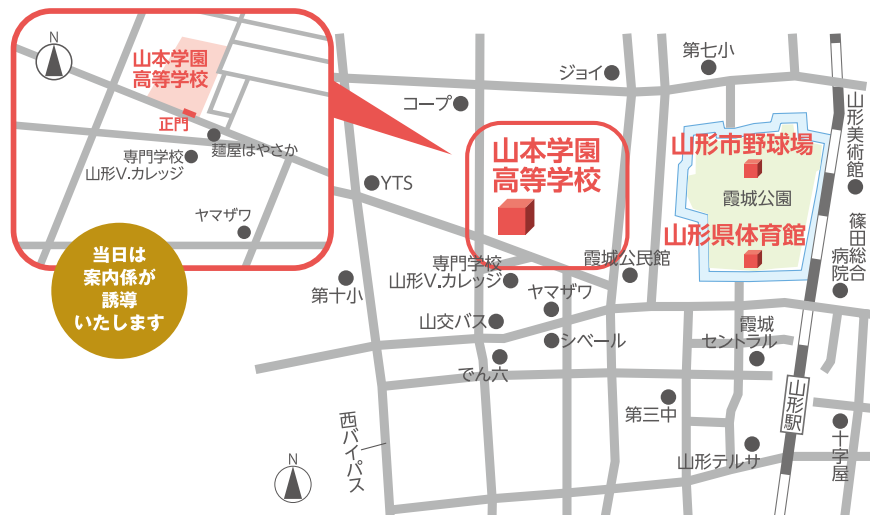 N
山本学園
高等学校
正門
麺屋はやさか
専門学校
山形V.カレッジ
ヤマザワ
当日は
案内係が
誘導
いたします
ジョイ
第七小
コープ
YTS
山本学園
高等学校
山形市野球場
霞城公園
山形県体育館
山形美術館
篠田総合
病院
専門学校
山形V.カレッジ
霞城公民館
第十小
ヤマザワ
山交バス
シベール
霞城
セントラル
でん六
第三中
山形駅
西バイパス
山形テルサ
十字屋
N